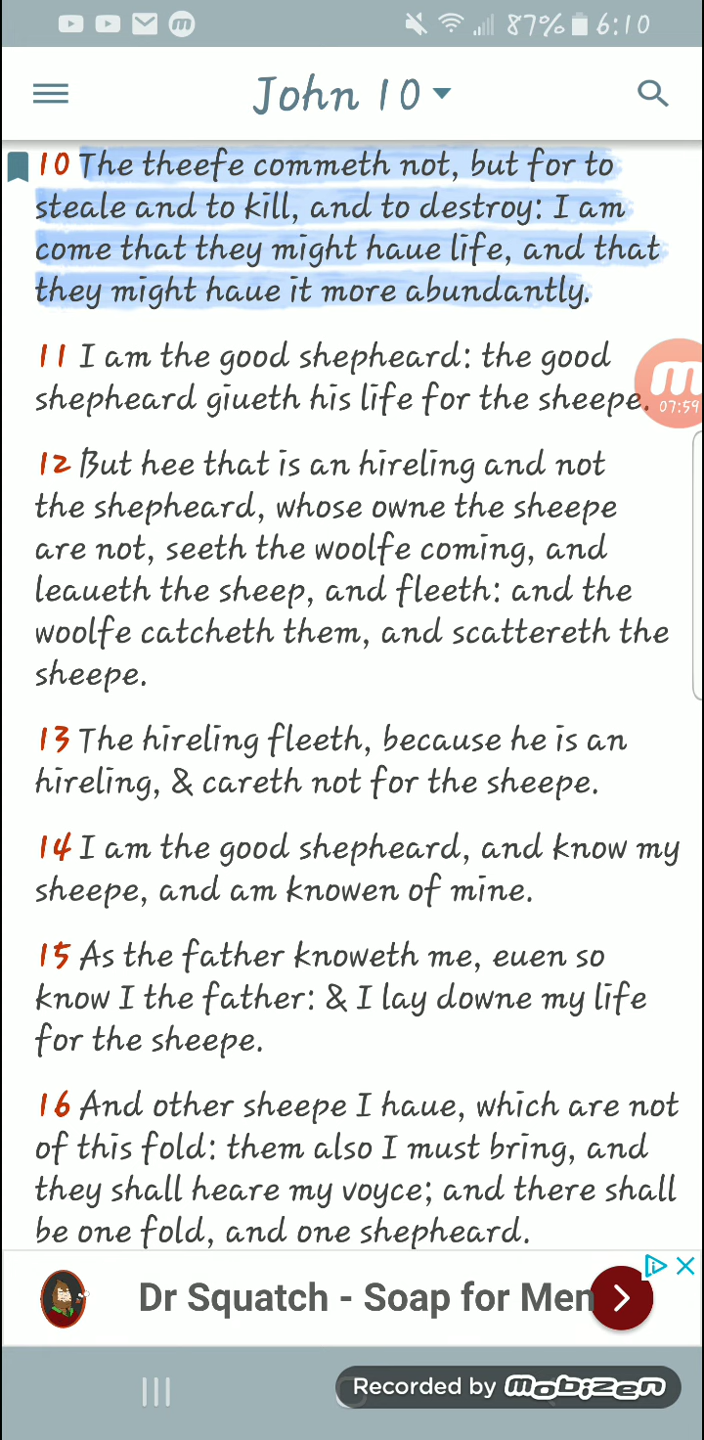 87% 6:10
John 10
10 The theefe commeth not, but for to
steale and to kill, and to destroy: I am
come that they might haue life, and that
they might haue it more abundantly.
11 I am the good shepheard: the good
shepheard giueth his life for the sheepe.
07:59
12 But hee that is an hireling and not
the shepheard, whose owne the sheepe
are not, seeth the woolfe coming, and
leaueth the sheep, and fleeth: and the
woolfe catcheth them, and scattereth the
sheepe.
13 The hireling fleeth, because he is an
hireling, & careth not for the sheepe.
14 I am the good shepheard, and know my
sheepe, and am knowen of mine.
15 As the father knoweth me, euen so
know I the father: & I lay downe my life
for the sheepe.
16 And other sheepe I haue, which are not
of this fold: them also I must bring, and
they shall heare my voyce; and there shall
be one fold, and one shepheard.
Dr Squatch - Soap for Men
Recorded by mobizen